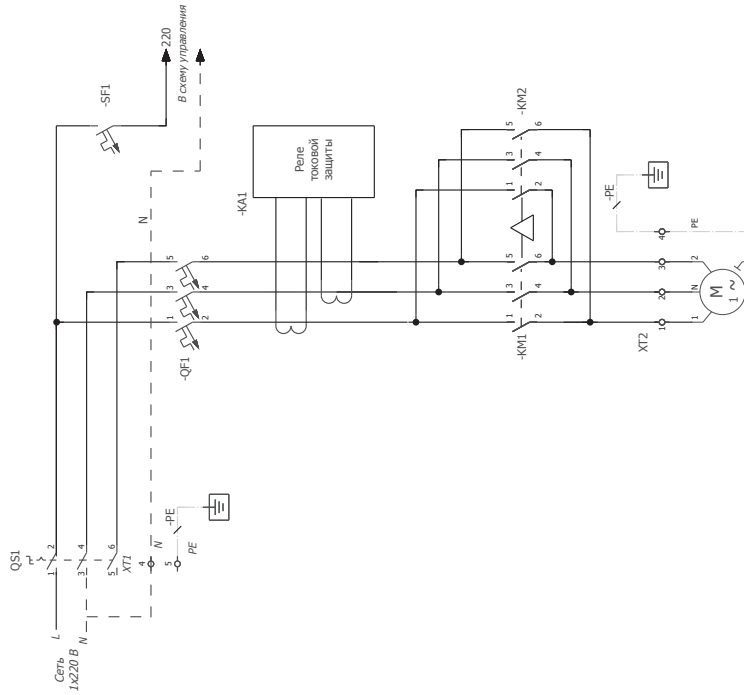 QS1
L
N
Сеть
1x220 В
1 2
3 4
5 6
XT1
4 N
5 PE
-PE
-SF1
220
В схему управления
N
-QF1
1 2
3 4
5 6
-KA1
Реле
токовой
защиты
-KM1
1 2
3 4
5 6
-KM2
1 2
3 4
5 6
XT2
1
2
3
4
-PE
PE
1
N
2
M
1 ~